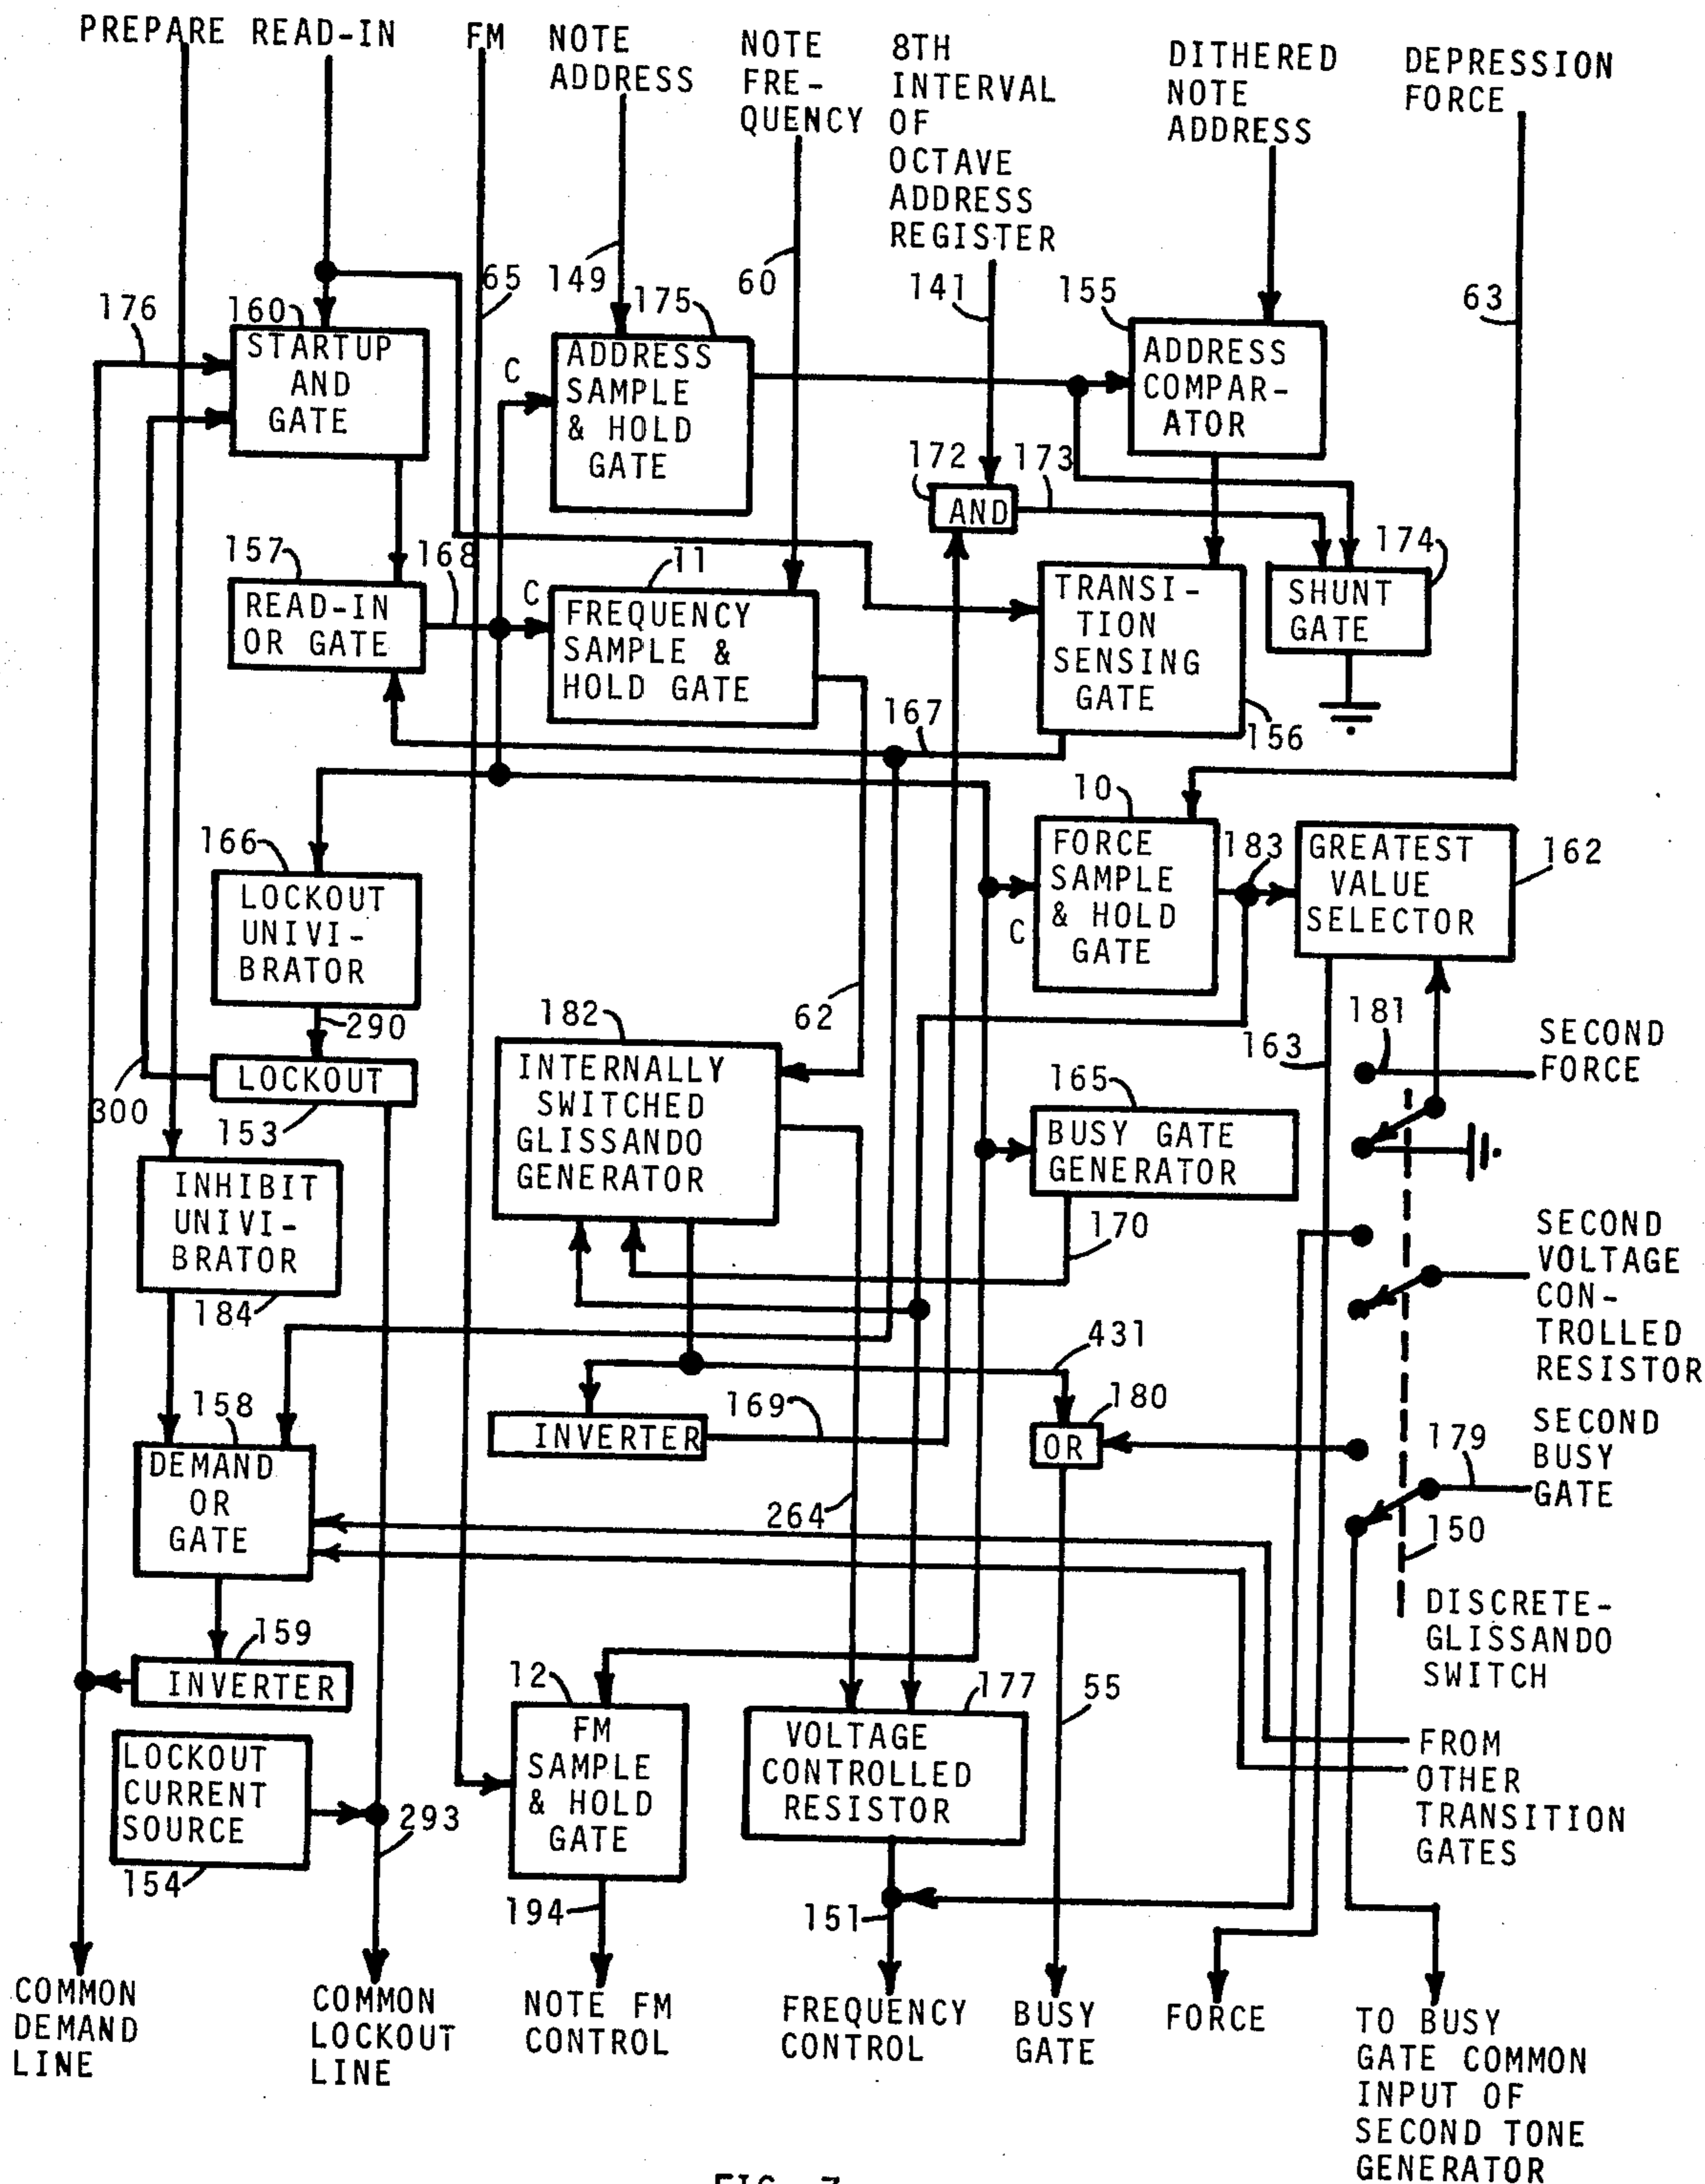 PREPARE READ-IN
FM
NOTE
ADDRESS
NOTE
FRE-
QUENCY
8TH
INTERVAL
OF
OCTAVE
ADDRESS
REGISTER
DITHERED
NOTE
ADDRESS
DEPRESSION
FORCE
176
160
65
149
175
60
141
155
63
STARTUP
AND
GATE
C
ADDRESS
SAMPLE
& HOLD
GATE
ADDRESS
COMPAR-
ATOR
172
173
AND
157
168
11
174
READ-IN
OR GATE
C
FREQUENCY
SAMPLE &
HOLD GATE
TRANSI-
TION
SENSING
GATE
SHUNT
GATE
167
156
10
166
183
162
LOCKOUT
UNIVI-
BRATOR
FORCE
SAMPLE
& HOLD
GATE
C
GREATEST
VALUE
SELECTOR
290
182
62
163
181
SECOND
FORCE
LOCKOUT
300
153
INTERNALLY
SWITCHED
GLISSANDO
GENERATOR
165
BUSY GATE
GENERATOR
INHIBIT
UNIVI-
BRATOR
184
170
SECOND
VOLTAGE
CON-
TROLLED
RESISTOR
431
158
169
180
INVERTER
OR
SECOND
BUSY
GATE
179
DEMAND
OR
GATE
264
150
DISCRETE-
GLISSANDO
SWITCH
159
INVERTER
12
177
55
FM
SAMPLE
& HOLD
GATE
VOLTAGE
CONTROLLED
RESISTOR
FROM
OTHER
TRANSITION
GATES
LOCKOUT
CURRENT
SOURCE
293
154
194
151
COMMON
DEMAND
LINE
COMMON
LOCKOUT
LINE
NOTE FM
CONTROL
FREQUENCY
CONTROL
BUSY
GATE
FORCE
TO BUSY
GATE COMMON
INPUT OF
SECOND TONE
GENERATOR
FIG. 7